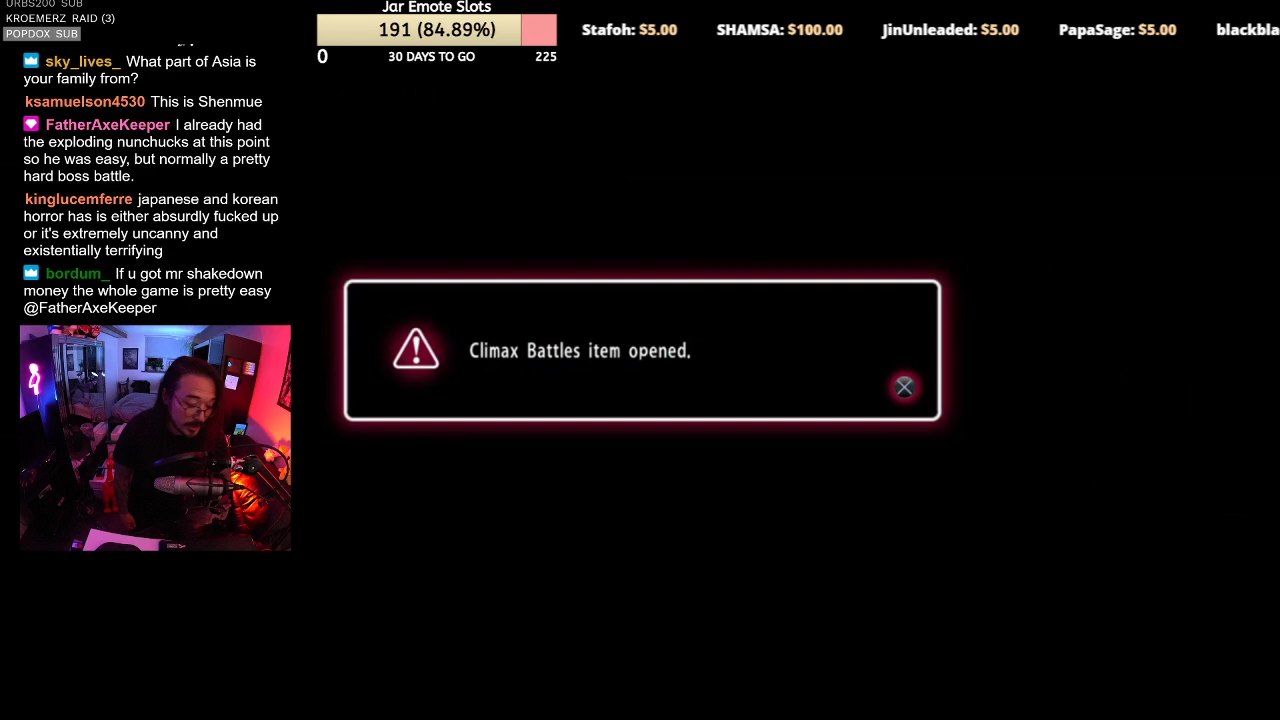 URBS200 SUB
KROEMERZ RAID (3)
POPDOX SUB
sky_lives_ What part of Asia is
your family from?
ksamuelson4530 This is Shenmue
FatherAxeKeeper I already had
the exploding nunchucks at this point
so he was easy, but normally a pretty
hard boss battle.
kinglucemferre japanese and korean
horror has is either absurdly fucked up
or it's extremely uncanny and
existentially terrifying
bordum_ If u got mr shakedown
money the whole game is pretty easy
@FatherAxeKeeper
Jar Emote Slots
191 (84.89%)
0 30 DAYS TO GO 225
Stafoh: $5.00 SHAMSA: $100.00 JinUnleaded: $5.00 PapaSage: $5.00 blackbla
Climax Battles item opened.